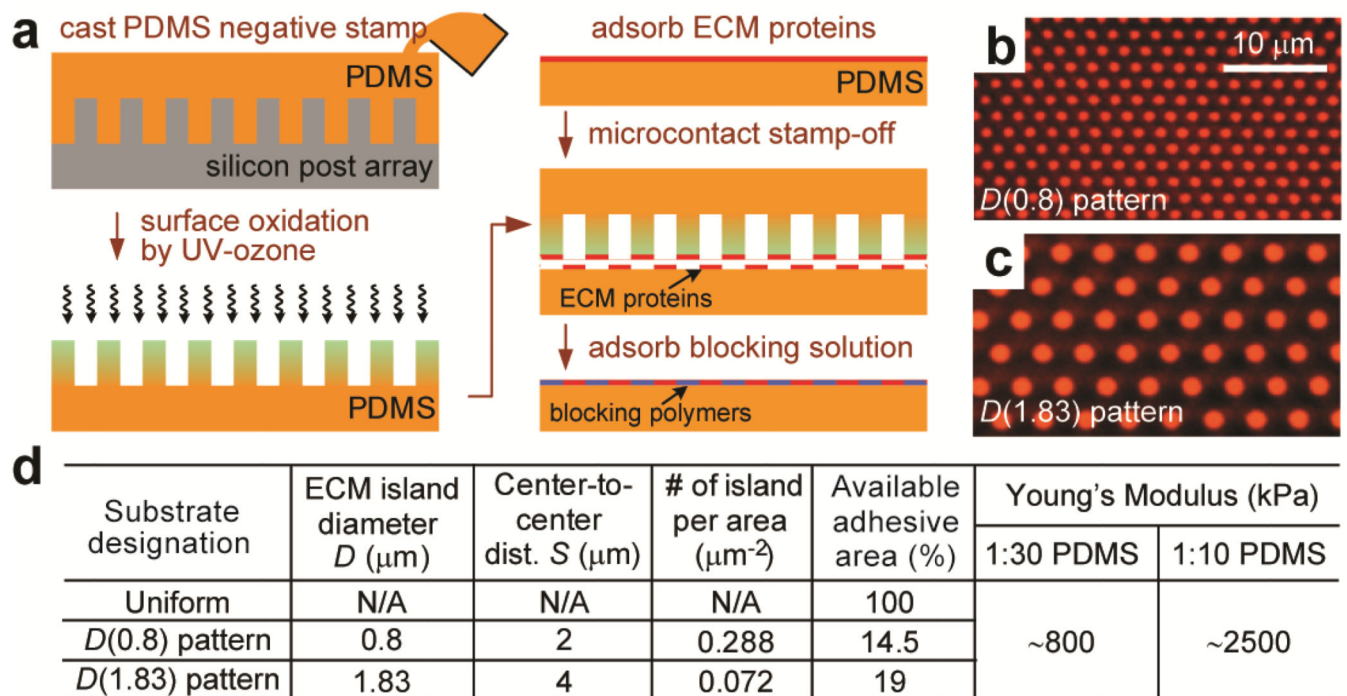 a
cast PDMS negative stamp
PDMS
silicon post array
surface oxidation
by UV-ozone
PDMS
adsorb ECM proteins
PDMS
microcontact stamp-off
ECM proteins
adsorb blocking solution
blocking polymers
b
10 μm
D(0.8) pattern
c
D(1.83) pattern
d
Substrate
designation
ECM island
diameter
D (μm)
Center-to-
center
dist. S (μm)
# of island
per area
(μm-2)
Available
adhesive
area (%)
Young's Modulus (kPa)
1:30 PDMS
1:10 PDMS
Uniform N/A N/A N/A 100
D(0.8) pattern 0.8 2 0.288 14.5 ~800 ~2500
D(1.83) pattern 1.83 4 0.072 19